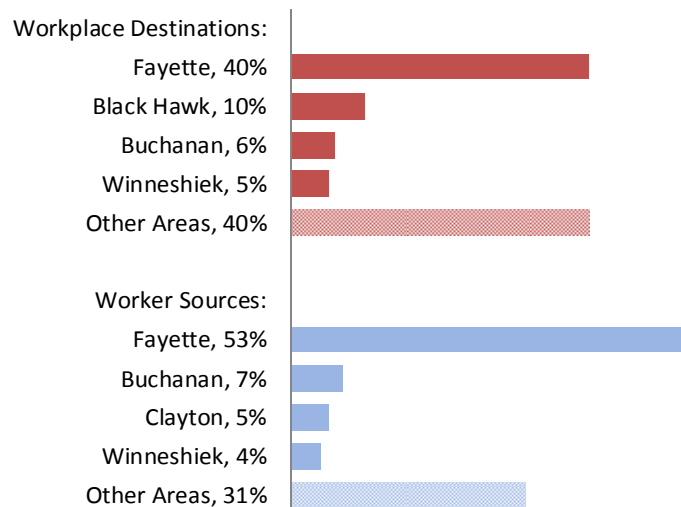 Workplace Destinations:
Fayette, 40%
Black Hawk, 10%
Buchanan, 6%
Winneshiek, 5%
Other Areas, 40%
Worker Sources:
Fayette, 53%
Buchanan, 7%
Clayton, 5%
Winneshiek, 4%
Other Areas, 31%